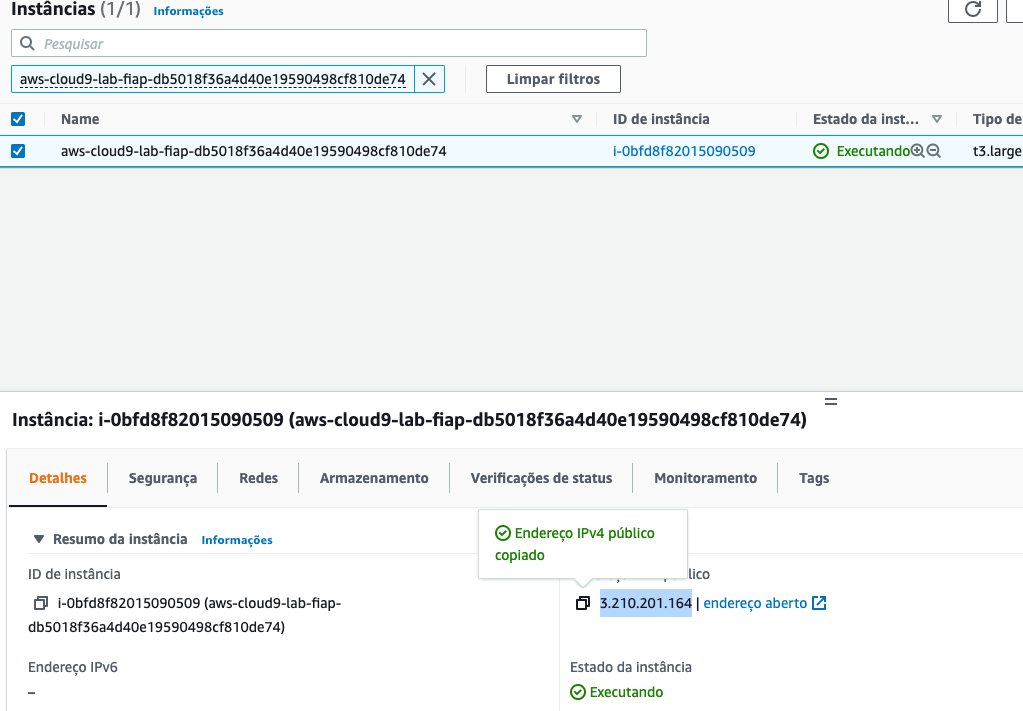 Instâncias (1/1) Informações
Pesquisar
aws-cloud9-lab-fiap-db5018f36a4d40e19590498cf810de74
Limpar filtros
Name ID de instância Estado da inst... Tipo de
aws-cloud9-lab-fiap-db5018f36a4d40e19590498cf810de74 i-0bfd8f82015090509 Executando t3.large
Instância: i-0bfd8f82015090509 (aws-cloud9-lab-fiap-db5018f36a4d40e19590498cf810de74)
Detalhes Segurança Redes Armazenamento Verificações de status Monitoramento Tags
Endereço IPv4 público
copiado
Resumo da instância Informações
ID de instância
i-0bfd8f82015090509 (aws-cloud9-lab-fiap-
db5018f36a4d40e19590498cf810de74)
3.210.201.164 | endereço aberto
Endereço IPv6
–
Estado da instância
Executando